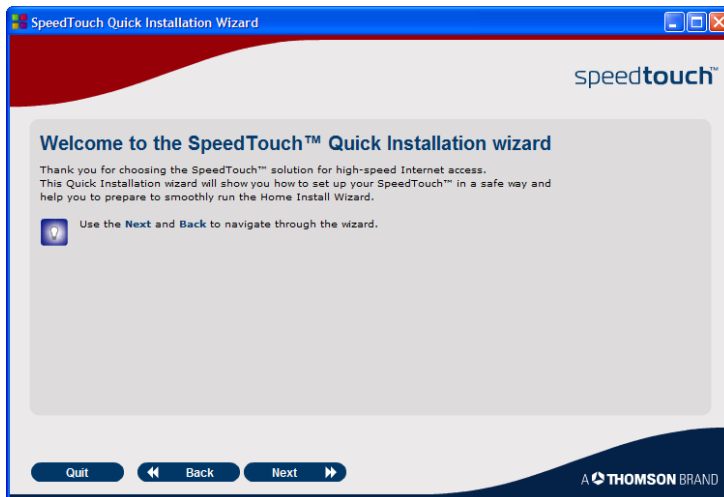 SpeedTouch Quick Installation Wizard
speedtouch™
Welcome to the SpeedTouch™ Quick Installation wizard
Thank you for choosing the SpeedTouch™ solution for high-speed Internet access.
This Quick Installation wizard will show you how to set up your SpeedTouch™ in a safe way and
help you to prepare to smoothly run the Home Install Wizard.
Use the Next and Back to navigate through the wizard.
Quit
Back
Next
A THOMSON BRAND